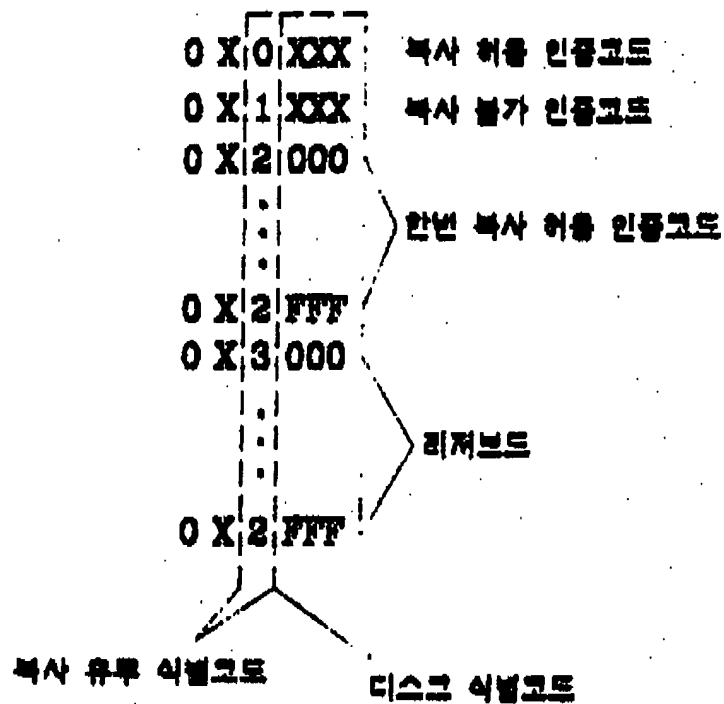 0 X 0 XXX 복사 허용 인증코드
0 X 1 XXX 복사 불가 인증코드
0 X 2 000
한번 복사 허용 인증코드
0 X 2 FFF
0 X 3 000
리저브드
0 X 2 FFF
복사 유무 식별코드
디스크 식별코드